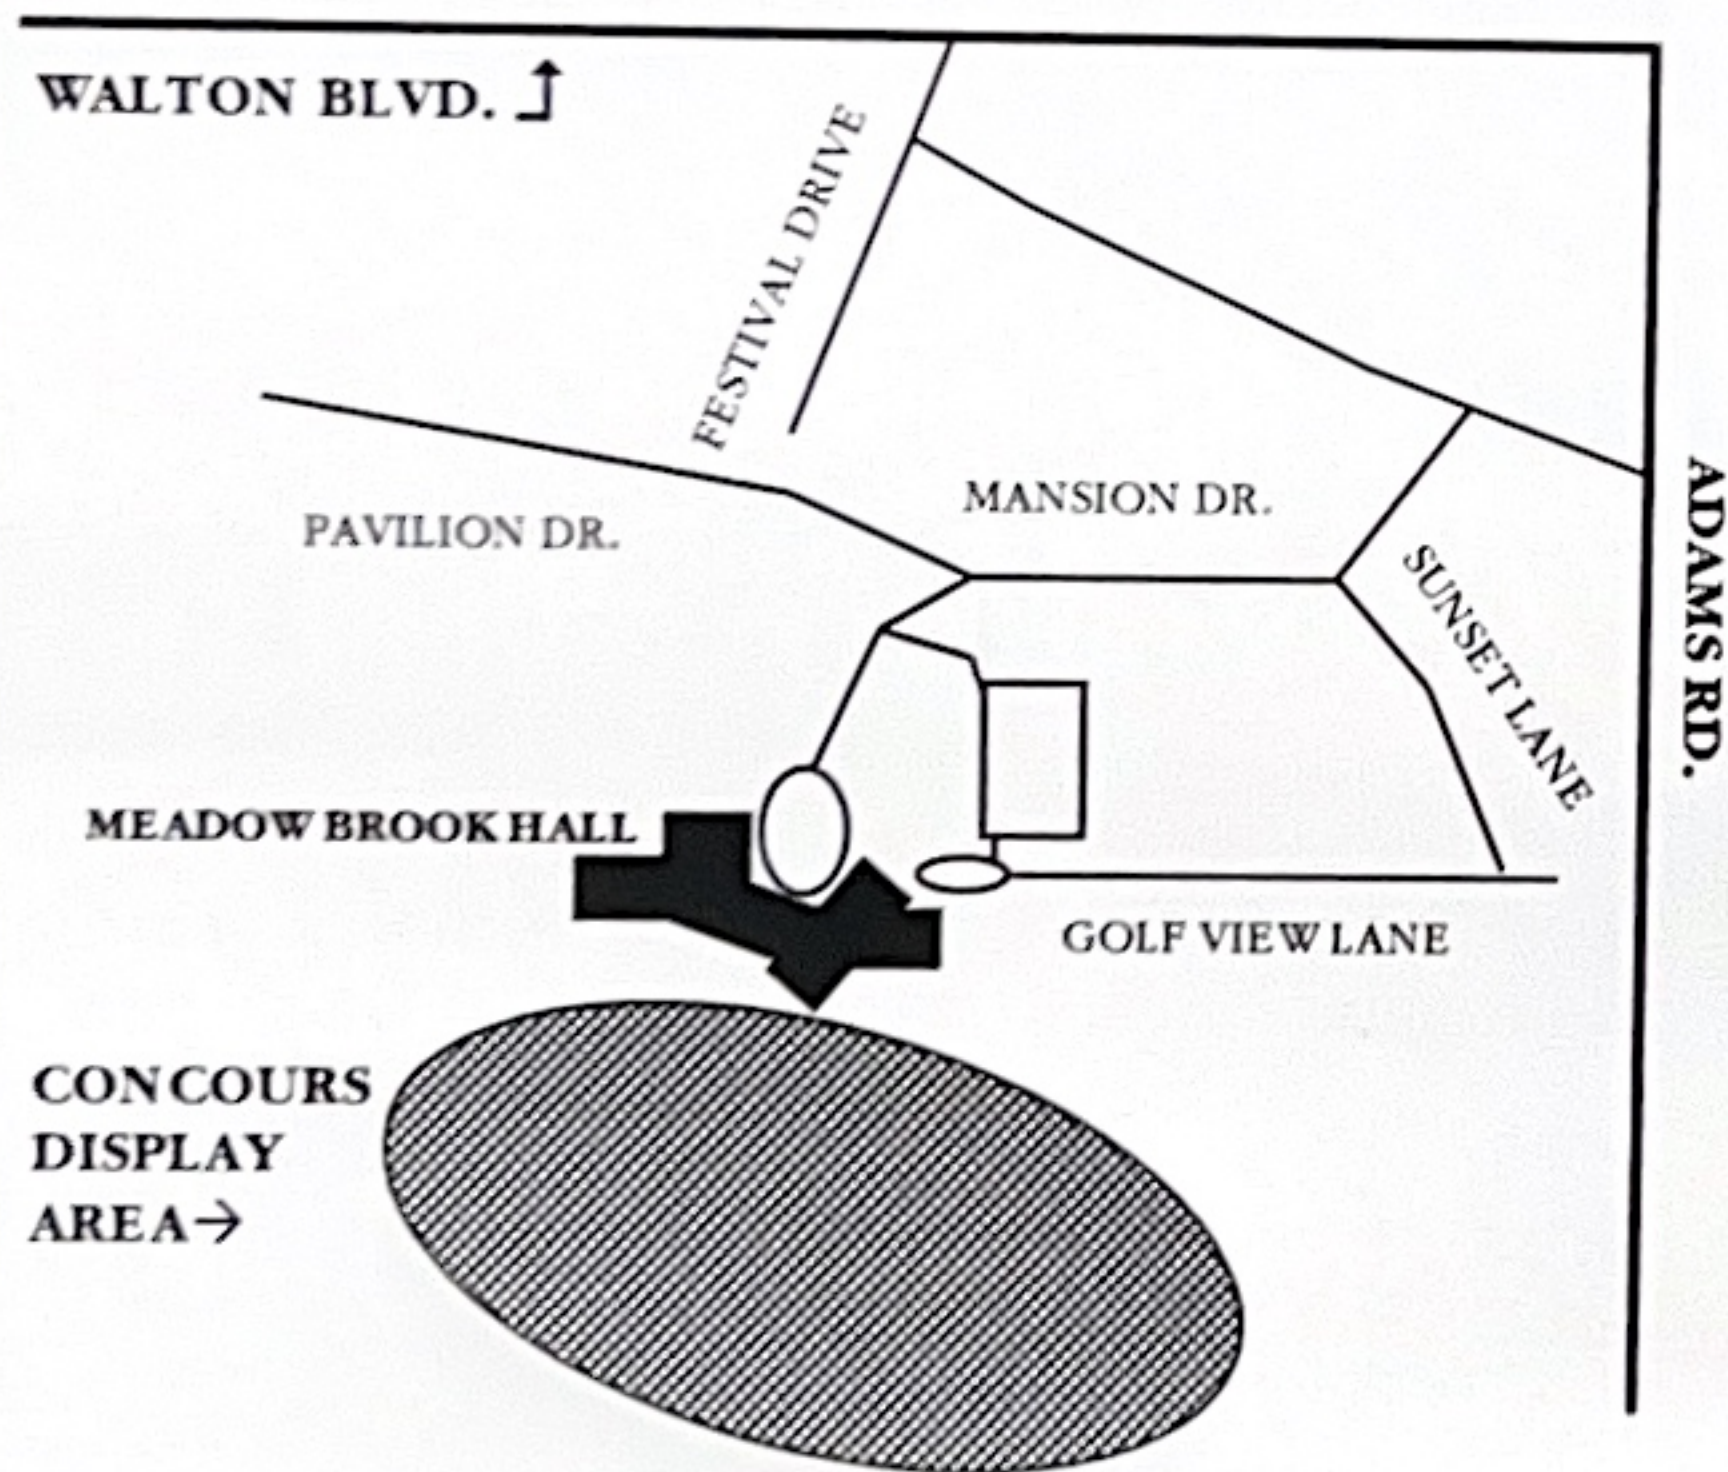 WALTON BLVD.
FESTIVAL DRIVE
PAVILION DR.
MANSION DR.
SUNSET LANE
ADAMS RD.
MEADOW BROOK HALL
GOLF VIEW LANE
CONCOURS
DISPLAY
AREA→